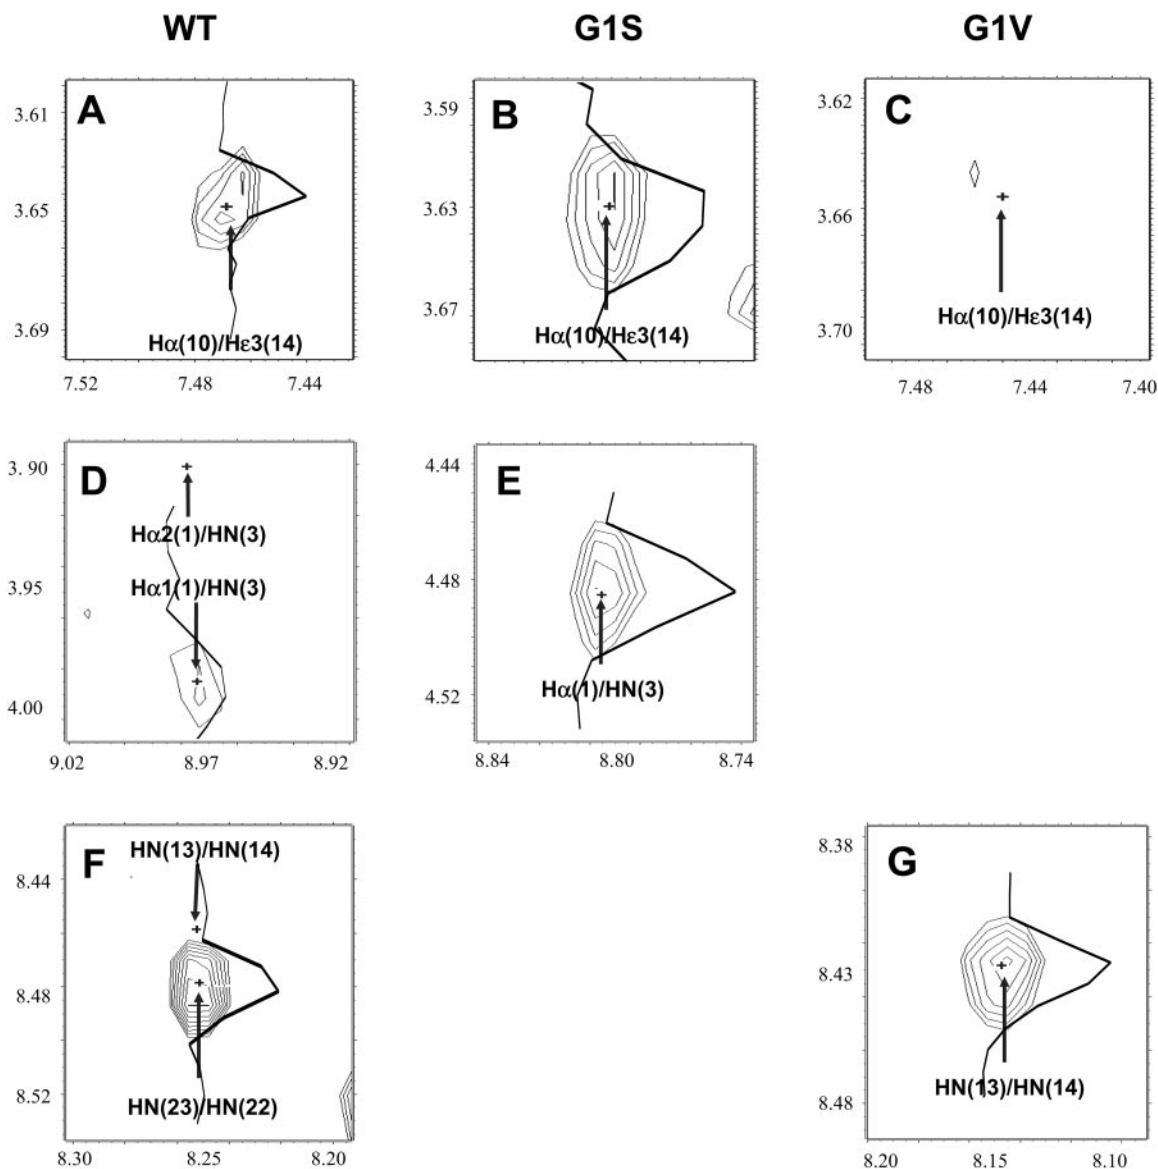 WT G1S G1V
A
3.61
3.65
3.69
Hα(10)/Hε3(14)
7.52 7.48 7.44
B
3.59
3.63
3.67
Hα(10)/Hε3(14)
C
3.62
3.66
3.70
Hα(10)/Hε3(14)
7.48 7.44 7.40
D
3.90
3.95
4.00
Hα2(1)/HN(3)
Hα1(1)/HN(3)
9.02 8.97 8.92
E
4.44
4.48
4.52
Hα(1)/HN(3)
8.84 8.80 8.74
F
HN(13)/HN(14)
8.44
8.48
8.52
HN(23)/HN(22)
8.30 8.25 8.20
G
8.38
8.43
8.48
HN(13)/HN(14)
8.20 8.15 8.10